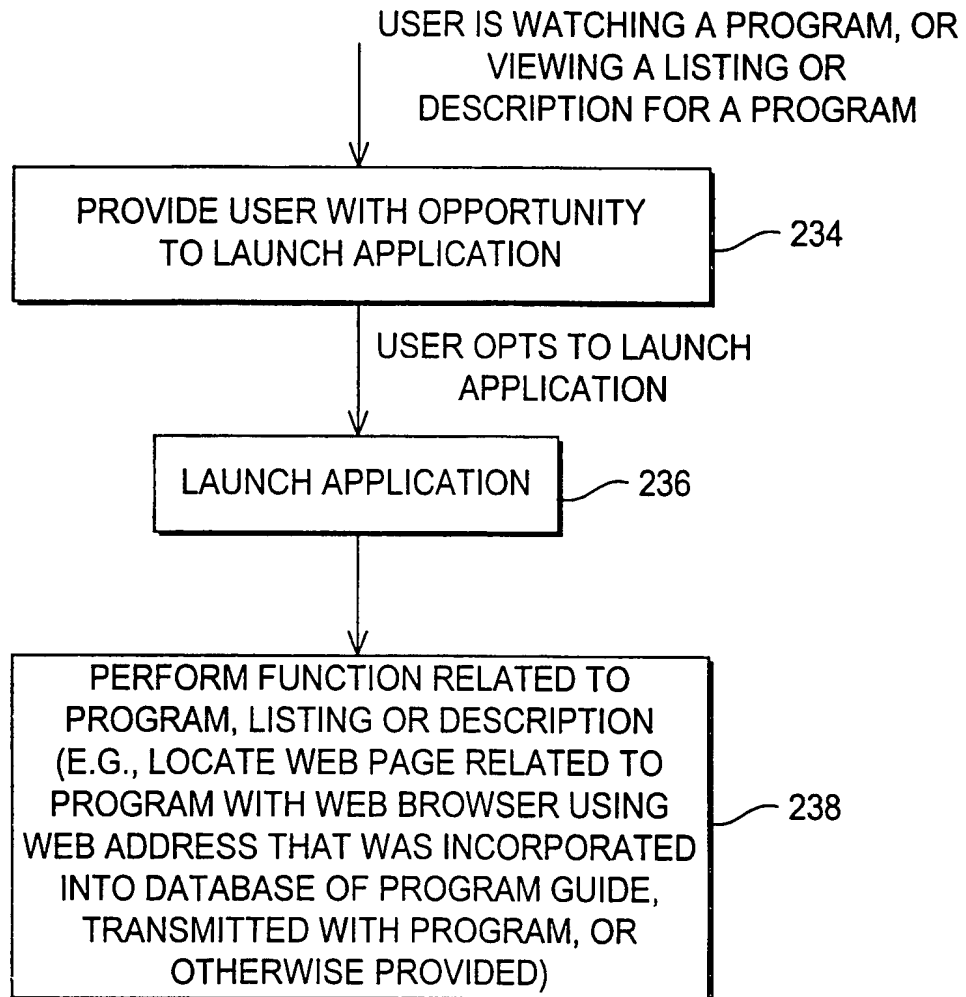 USER IS WATCHING A PROGRAM, OR
VIEWING A LISTING OR
DESCRIPTION FOR A PROGRAM
PROVIDE USER WITH OPPORTUNITY
TO LAUNCH APPLICATION
234
USER OPTS TO LAUNCH
APPLICATION
LAUNCH APPLICATION
236
PERFORM FUNCTION RELATED TO
PROGRAM, LISTING OR DESCRIPTION
(E.G., LOCATE WEB PAGE RELATED TO
PROGRAM WITH WEB BROWSER USING
WEB ADDRESS THAT WAS INCORPORATED
INTO DATABASE OF PROGRAM GUIDE,
TRANSMITTED WITH PROGRAM, OR
OTHERWISE PROVIDED)
238